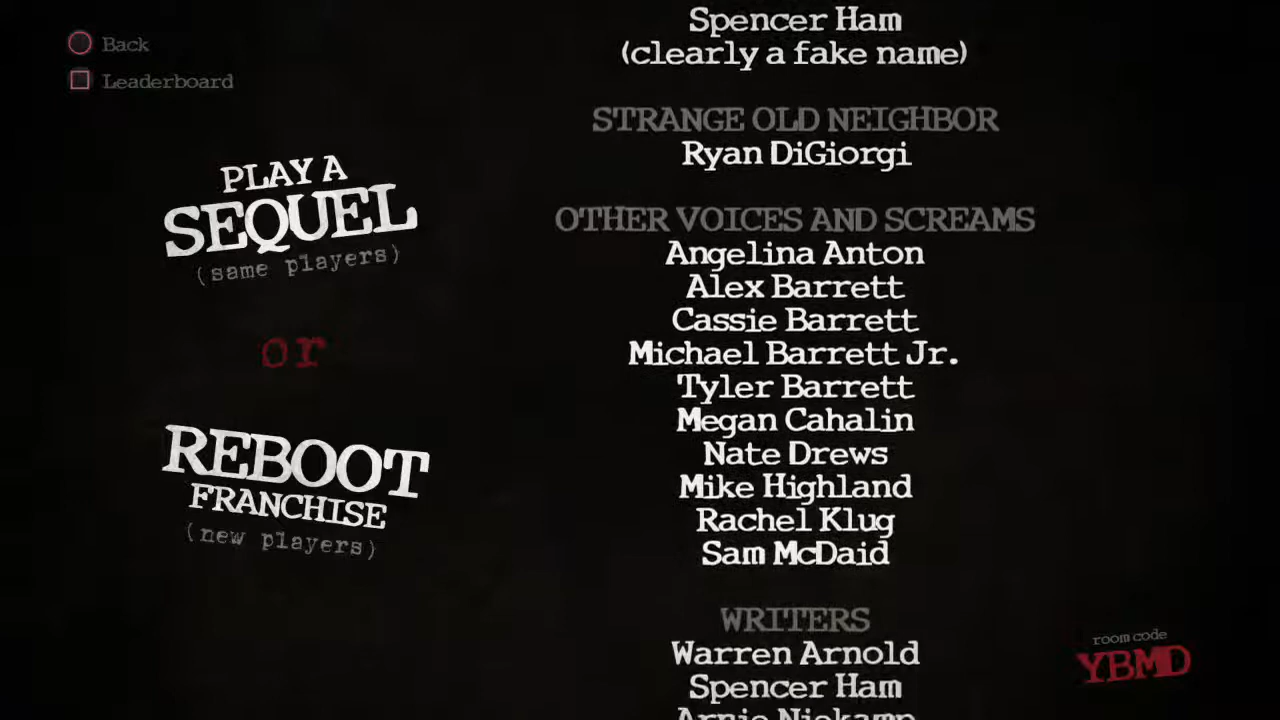 Back
Leaderboard
PLAY A
SEQUEL
(same players)
or
REBOOT
FRANCHISE
(new players)
Spencer Ham
(clearly a fake name)
STRANGE OLD NEIGHBOR
Ryan DiGiorgi
OTHER VOICES AND SCREAMS
Angelina Anton
Alex Barrett
Cassie Barrett
Michael Barrett Jr.
Tyler Barrett
Megan Cahalin
Nate Drews
Mike Highland
Rachel Klug
Sam McDaid
WRITERS
Warren Arnold
Spencer Ham
Arnie Niekamp
room code
YBMD